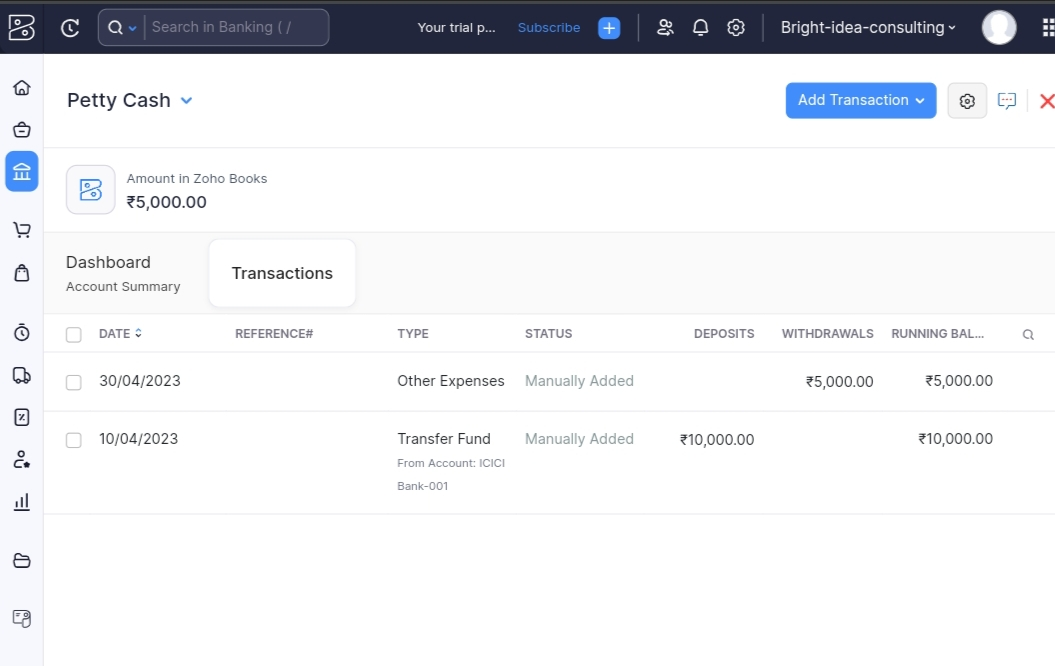 Search in Banking ( /
Your trial p...
Subscribe
Bright-idea-consulting
Petty Cash
Add Transaction
Amount in Zoho Books
₹5,000.00
Dashboard
Account Summary
Transactions
DATE REFERENCE# TYPE STATUS DEPOSITS WITHDRAWALS RUNNING BAL...
30/04/2023 Other Expenses Manually Added ₹5,000.00 ₹5,000.00
10/04/2023 Transfer Fund Manually Added ₹10,000.00 ₹10,000.00
From Account: ICICI
Bank-001